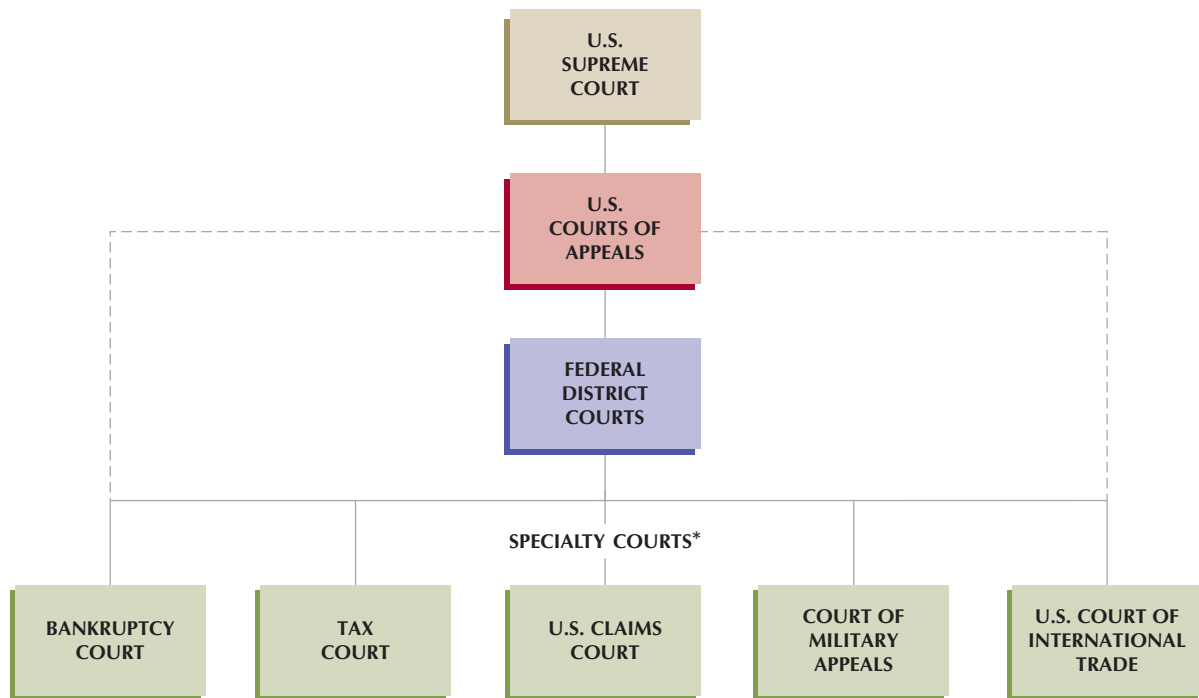 U.S.
SUPREME
COURT
U.S.
COURTS OF
APPEALS
FEDERAL
DISTRICT
COURTS
SPECIALTY COURTS*
BANKRUPTCY
COURT
TAX
COURT
U.S. CLAIMS
COURT
COURT OF
MILITARY
APPEALS
U.S. COURT OF
INTERNATIONAL
TRADE